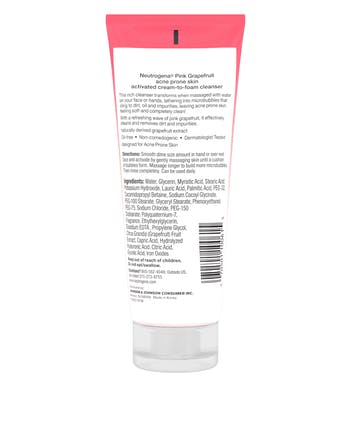 Neutrogena® Pink Grapefruit
acne prone skin
activated cream-to-foam cleanser
This rich cleanser transforms when massaged with water
on your face or hands, lathering into microbubbles that
cling to dirt, oil and impurities, leaving acne prone skin
feeling soft and completely clean.
With a refreshing wave of pink grapefruit, it effectively
cleans and removes dirt and impurities.
naturally derived grapefruit extract
Oil-free • Non-comedogenic • Dermatologist Tested
designed for Acne Prone Skin
Directions: Smooth dime size amount in hand or over wet
face and activate by gently massaging skin until a cushion
of bubbles form. Massage longer to build more microbubbles.
Then rinse completely. Can be used daily.
Ingredients: Water, Glycerin, Myristic Acid, Stearic Acid,
Potassium Hydroxide, Lauric Acid, Palmitic Acid, PEG-32,
Cocamidopropyl Betaine, Sodium Cocoyl Glycinate,
PEG-100 Stearate, Glyceryl Stearate, Phenoxyethanol,
PEG-75, Sodium Chloride, PEG-150
Distearate, Polyquaternium-7,
Fragrance, Ethylhexylglycerin,
Disodium EDTA, Propylene Glycol,
Citrus Grandis (Grapefruit) Fruit
Extract, Capric Acid, Hydrolyzed
Hyaluronic Acid, Citric Acid,
Ascorbic Acid, Iron Oxides
Keep out of reach of children.
Do not eat/swallow.
Questions?
Outside US,
JOHNSON & JOHNSON CONSUMER INC.
Made in Korea